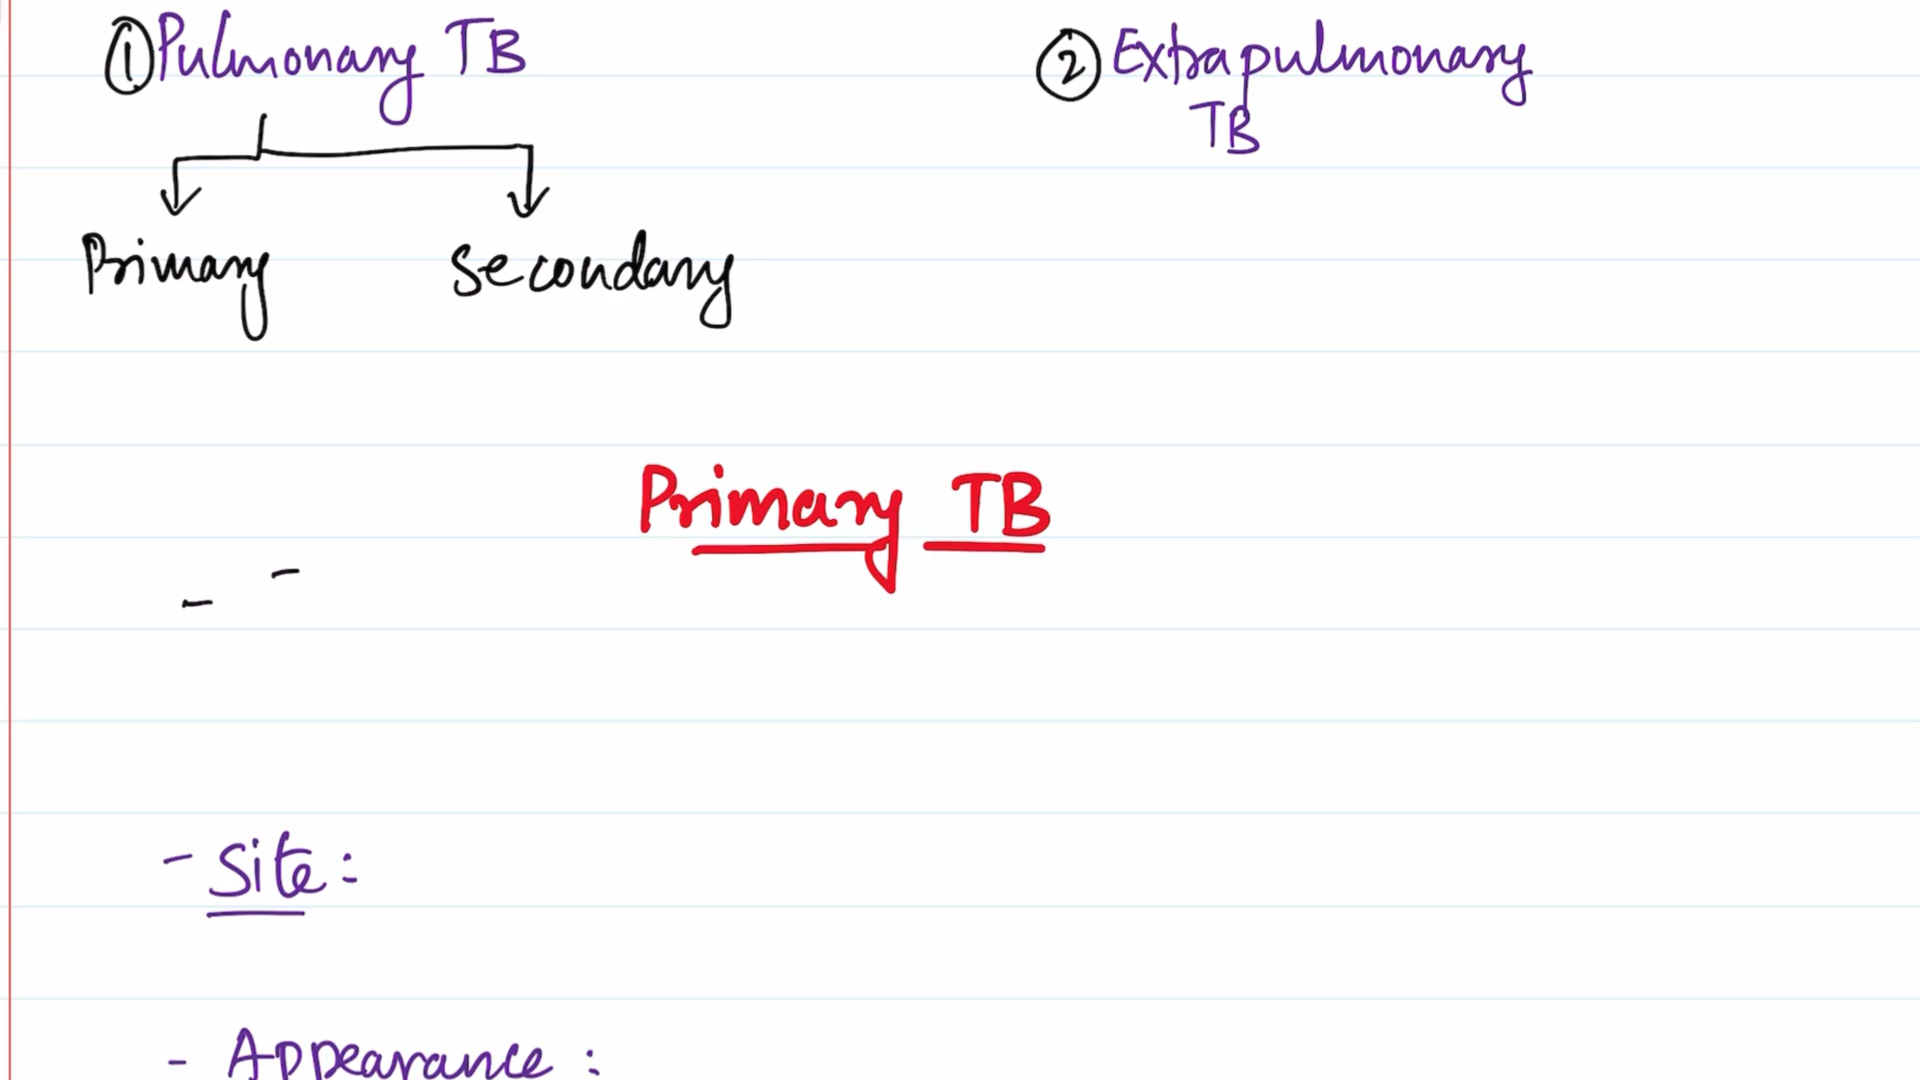 ① Pulmonary TB
② Extrapulmonary
TB
Primary
Secondary
Primary TB
-
-
- Site :
- Appearance :